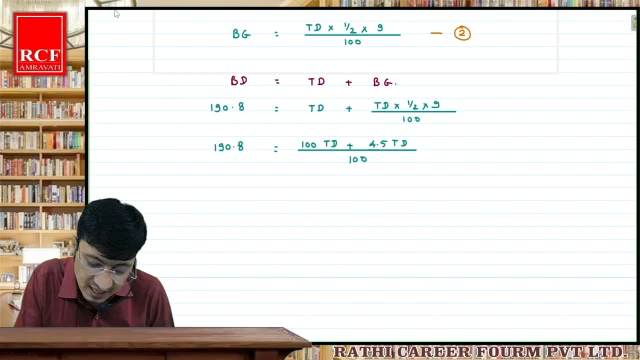 RCF
AMRAVATI
BG = TD × 1/2 × 9 / 100 — 2
BD = TD + BG.
190.8 = TD + TD × 1/2 × 9 / 100
190.8 = 100 TD + 4.5 TD / 100
RATHI CAREER FOURM PVT LTD